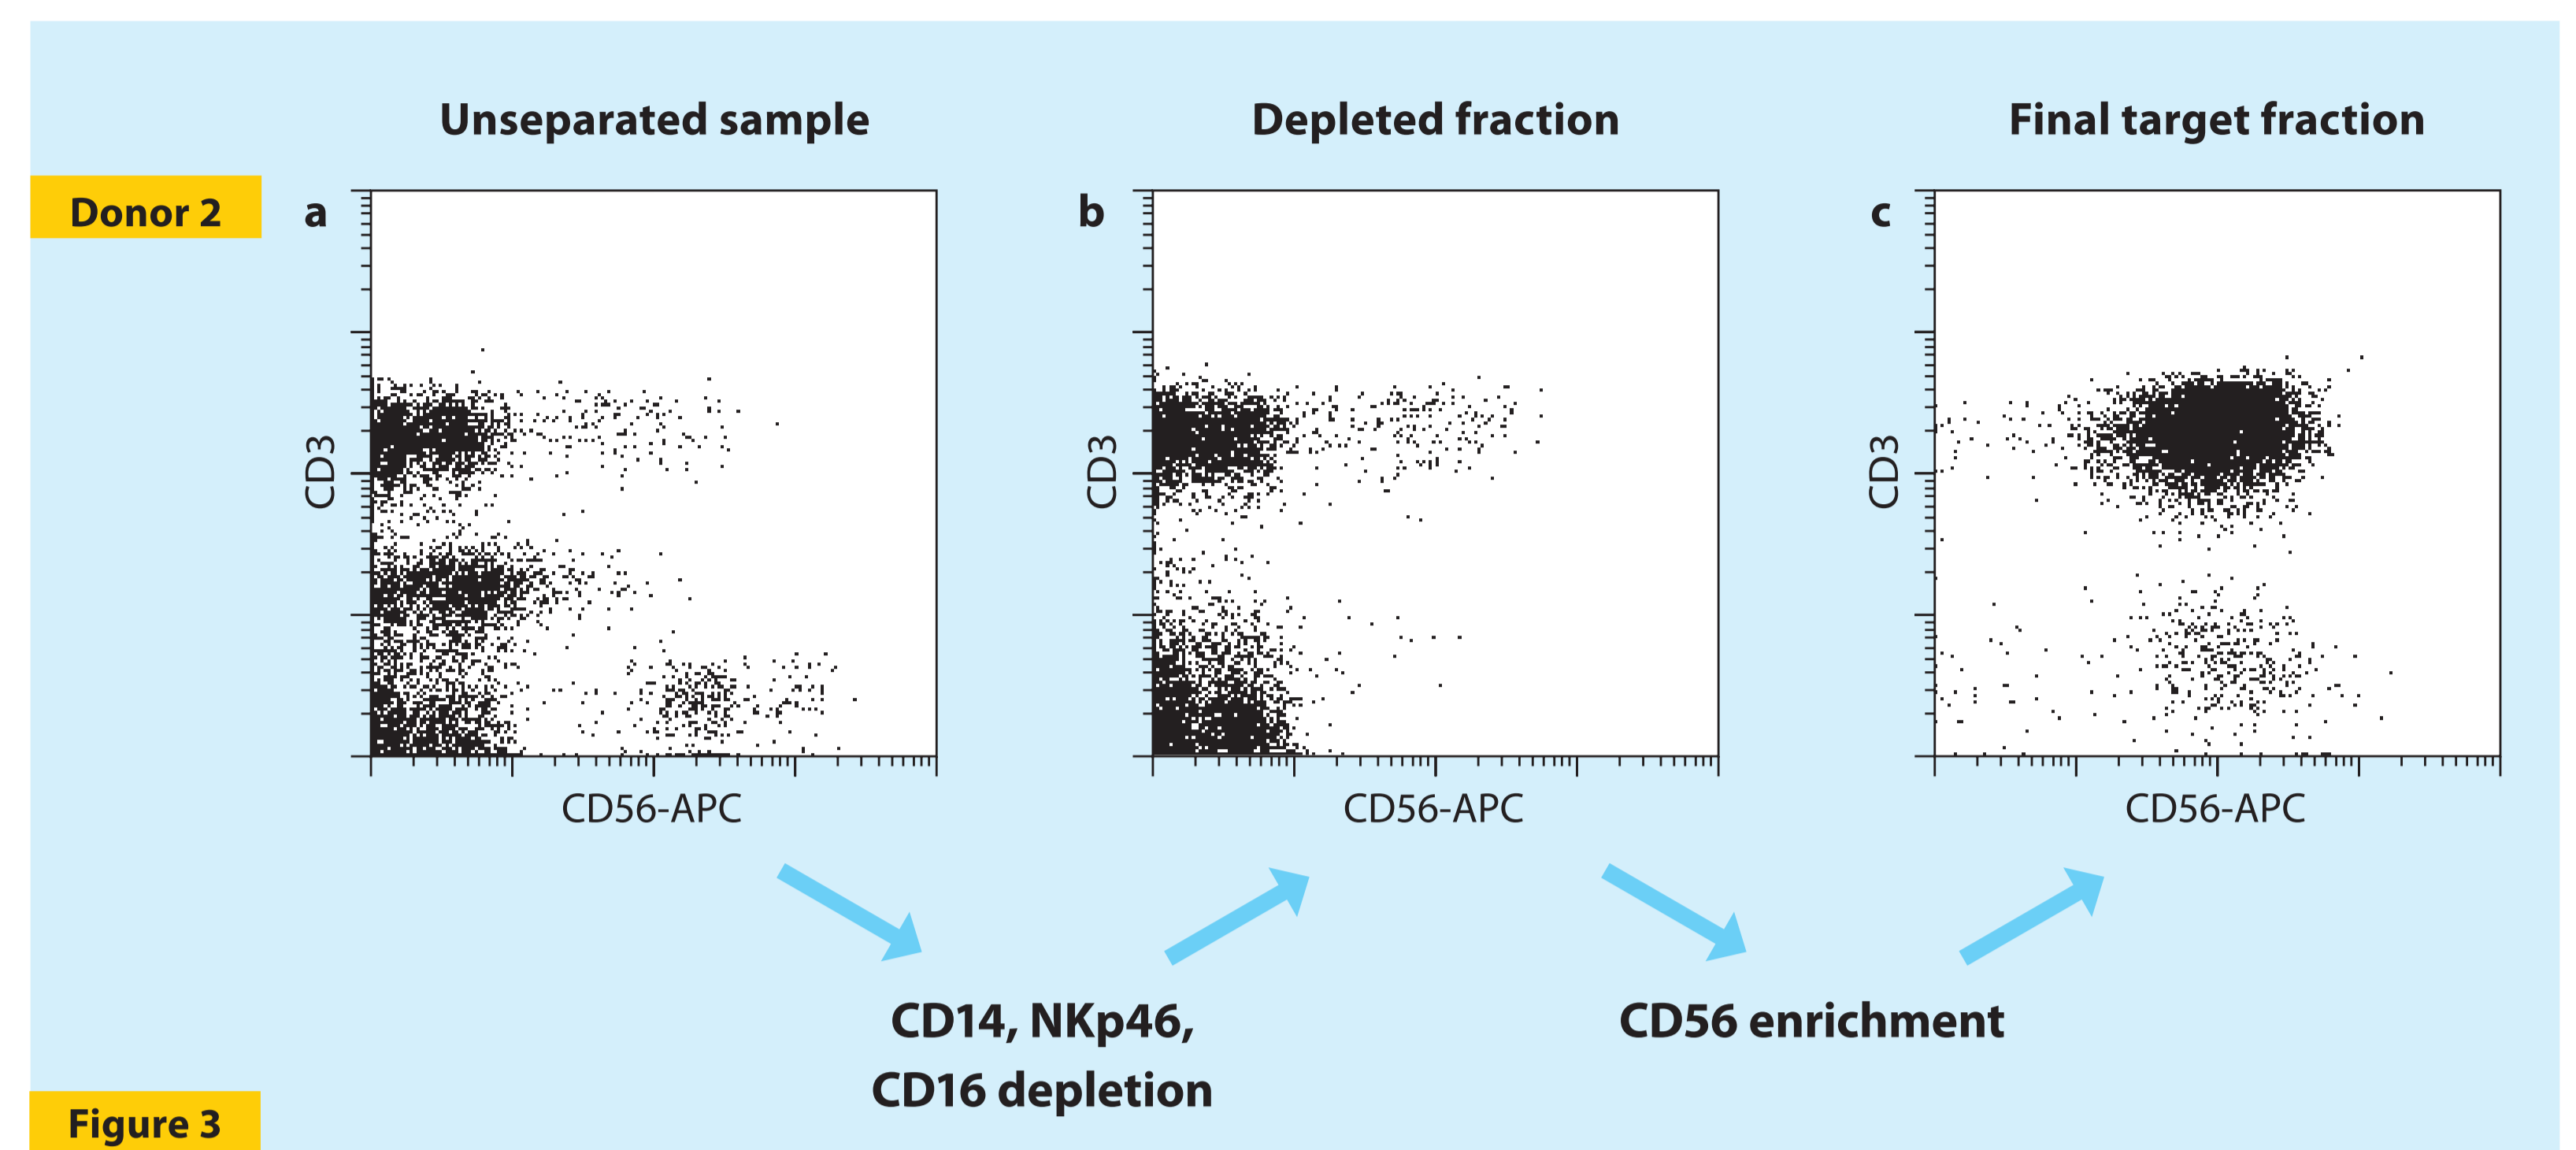 Unseparated sample
Depleted fraction
Final target fraction
Donor 2
a
b
c
CD3
CD3
CD3
CD56-APC
CD56-APC
CD56-APC
CD14, NKp46,
CD16 depletion
CD56 enrichment
Figure 3